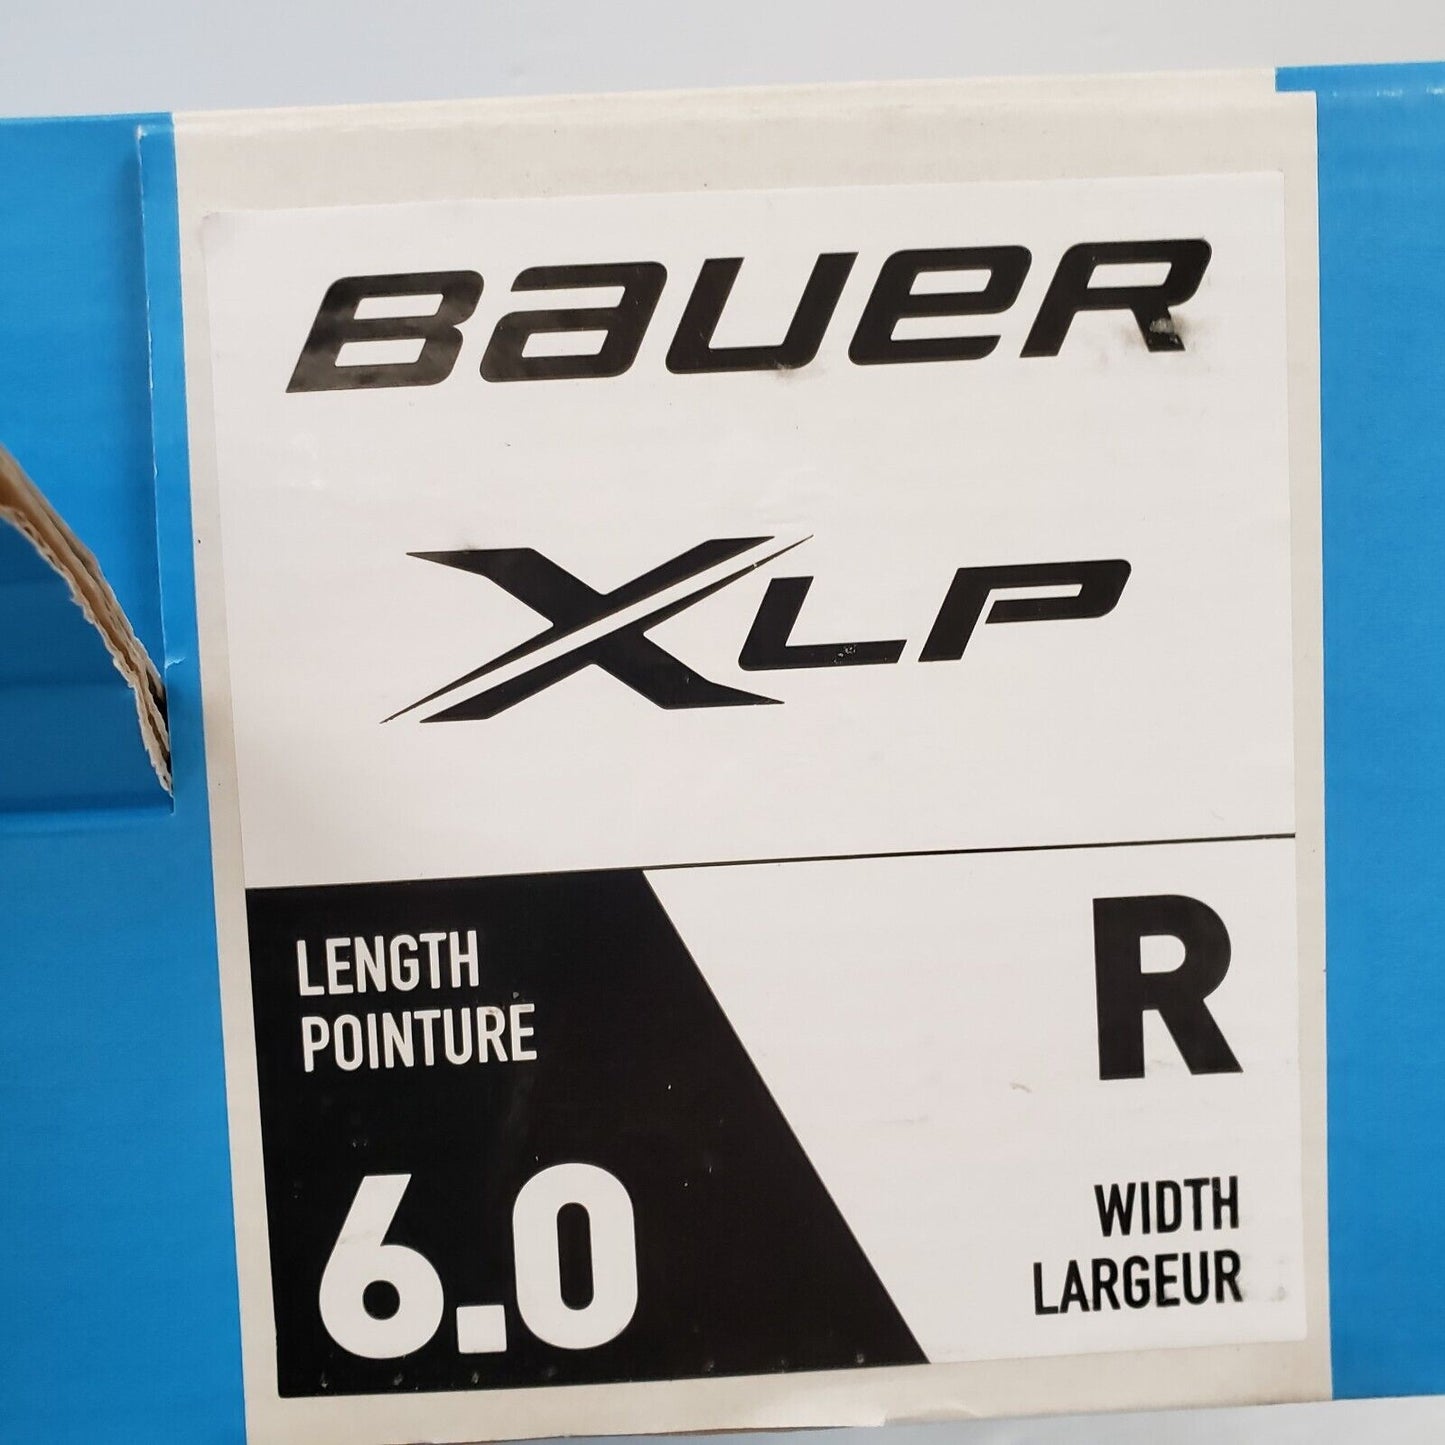 BAUER
XLP
LENGTH
POINTURE
6.0
R
WIDTH
LARGEUR